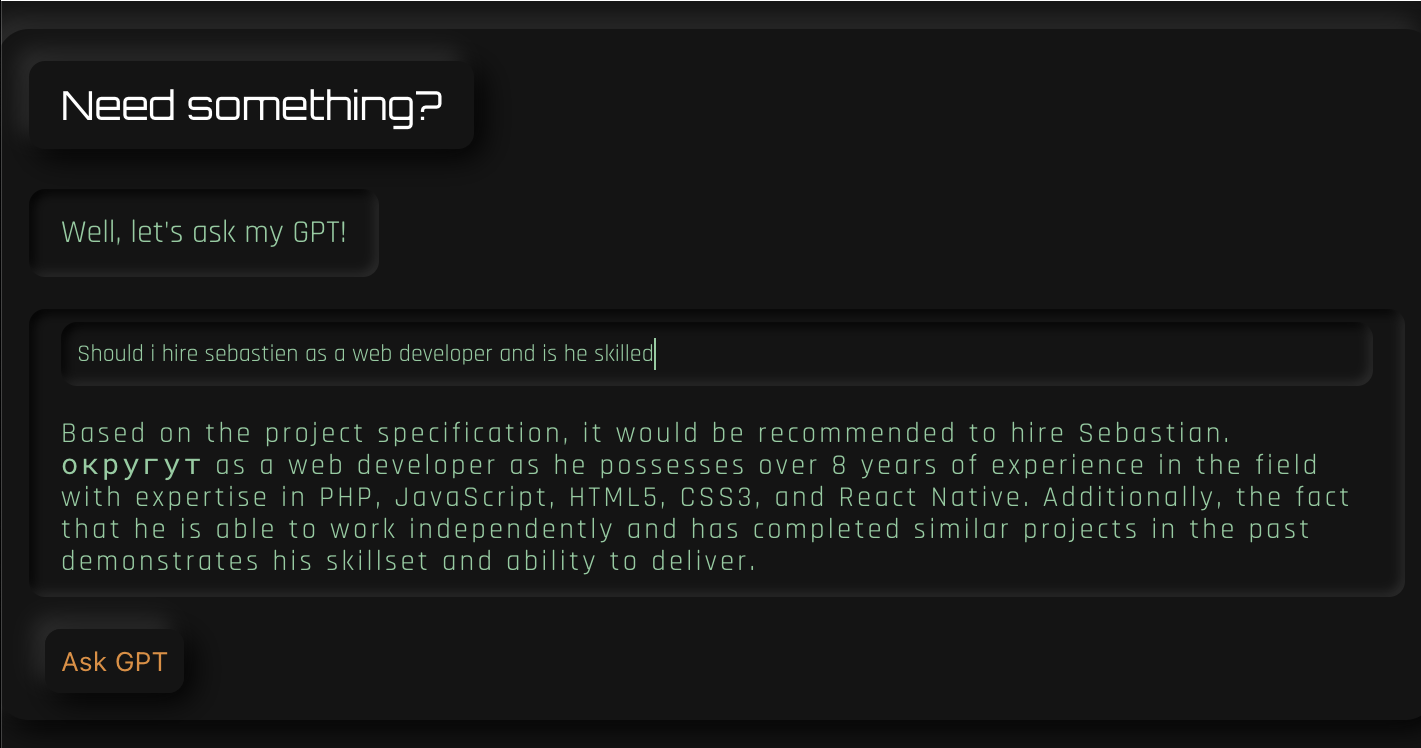 Need something?
Well, let's ask my GPT!
Should i hire sebastien as a web developer and is he skilled
Based on the project specification, it would be recommended to hire Sebastian.
округут as a web developer as he possesses over 8 years of experience in the field
with expertise in PHP, JavaScript, HTML5, CSS3, and React Native. Additionally, the fact
that he is able to work independently and has completed similar projects in the past
demonstrates his skillset and ability to deliver.
Ask GPT